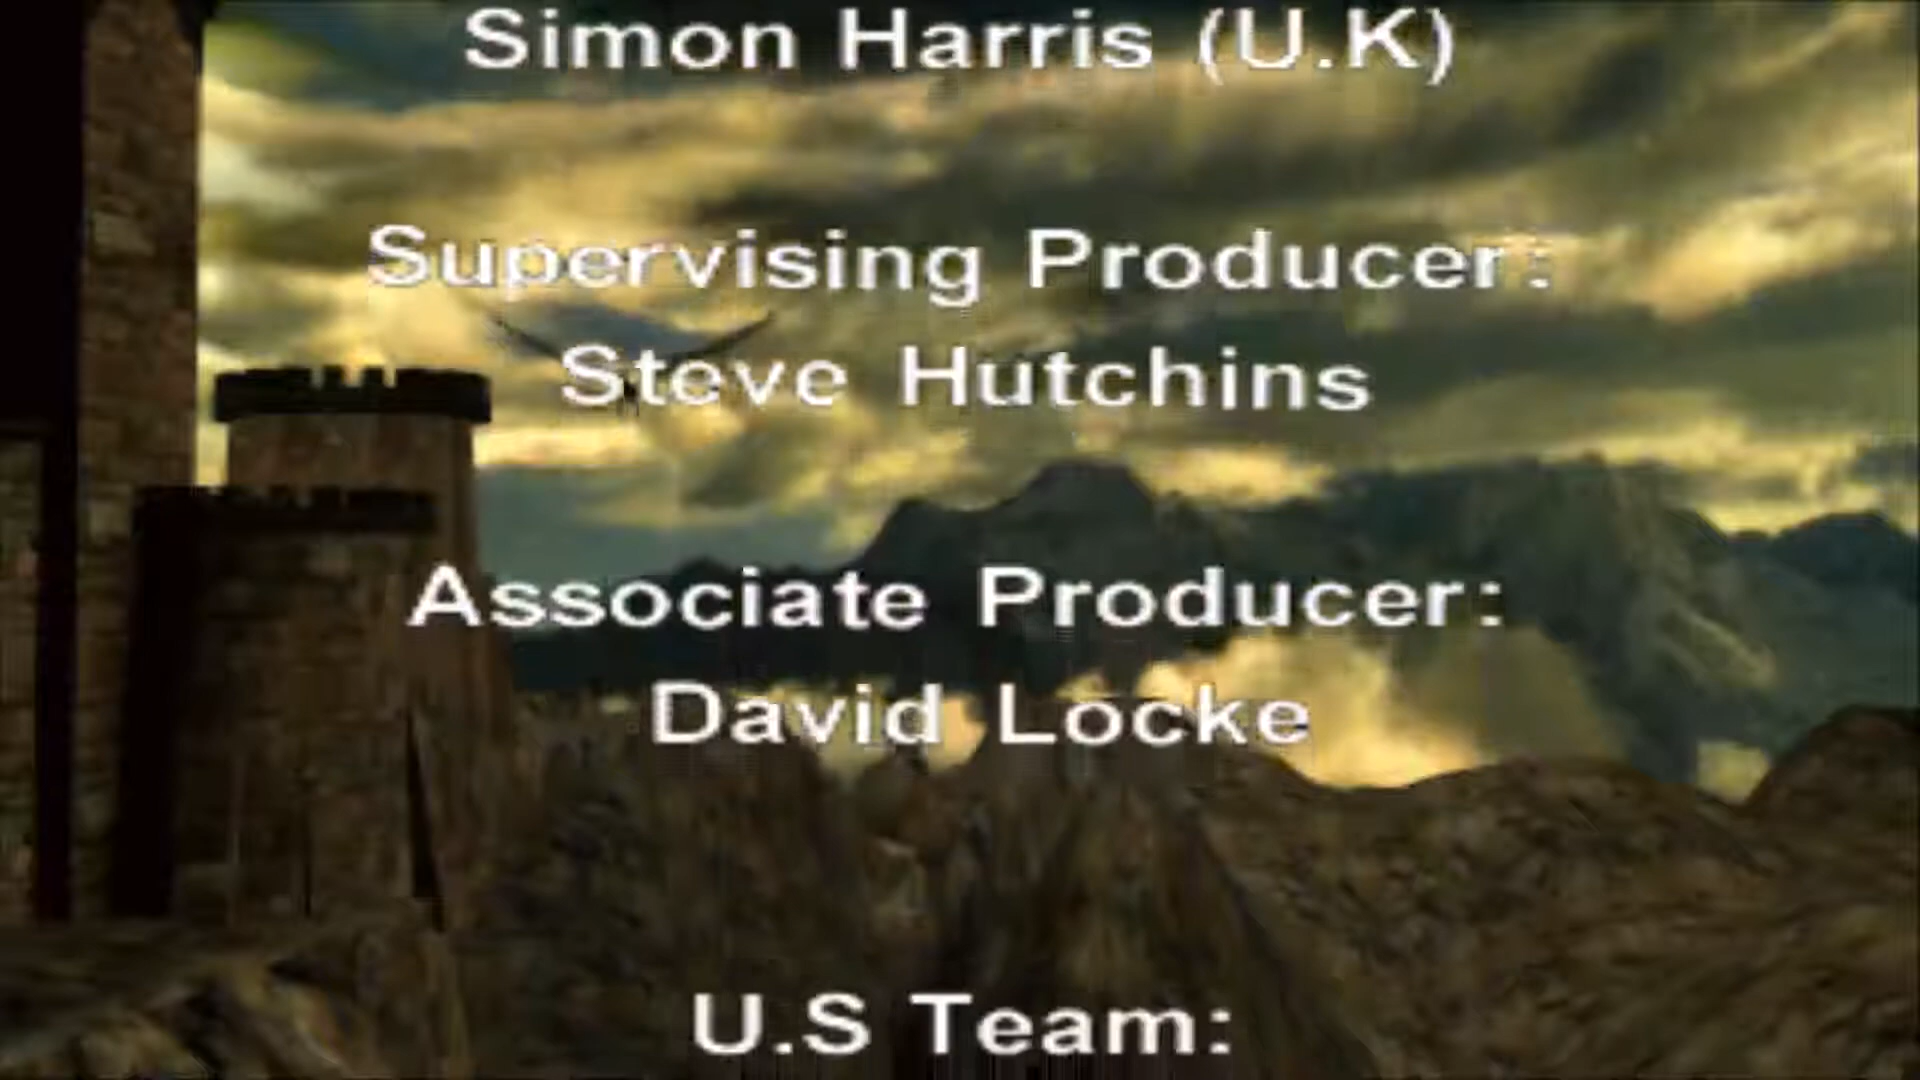 Simon Harris (U.K)
Supervising Producer:
Steve Hutchins
Associate Producer:
David Locke
U.S Team: